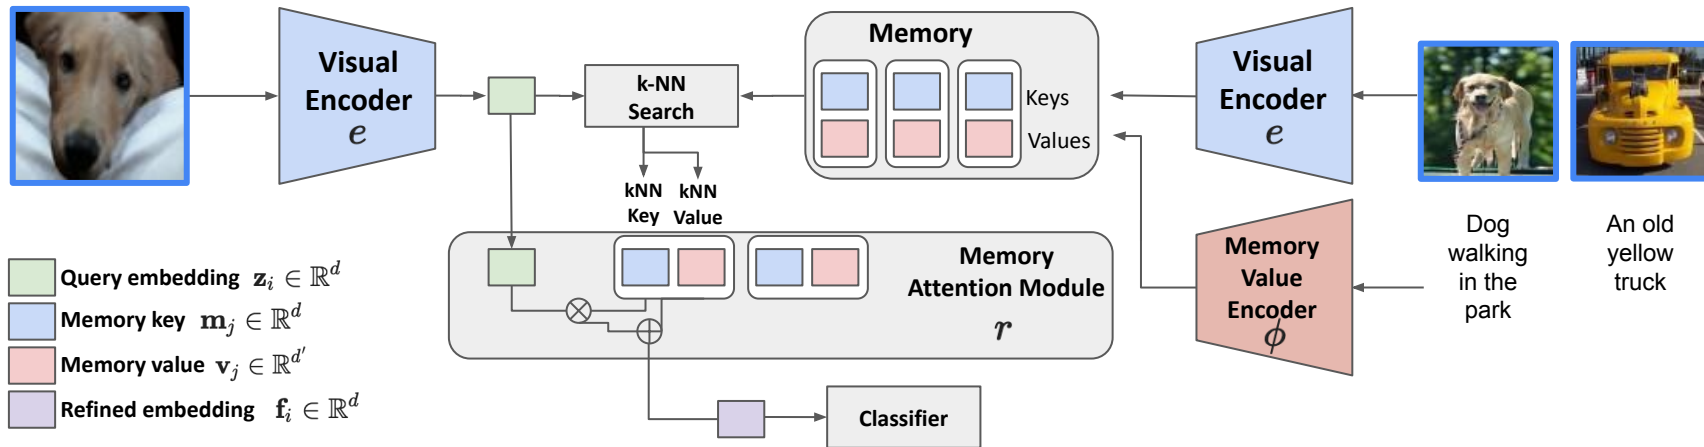 Visual
Encoder
e
k-NN
Search
Memory
Keys
Values
Visual
Encoder
e
kNN
Key
kNN
Value
Dog
walking
in the
park
An old
yellow
truck
Memory
Attention Module
r
Memory
Value
Encoder
ϕ
Query embedding z_i ∈ ℝ^d
Memory key m_j ∈ ℝ^d
Memory value v_j ∈ ℝ^{d'}
Refined embedding f_i ∈ ℝ^d
Classifier